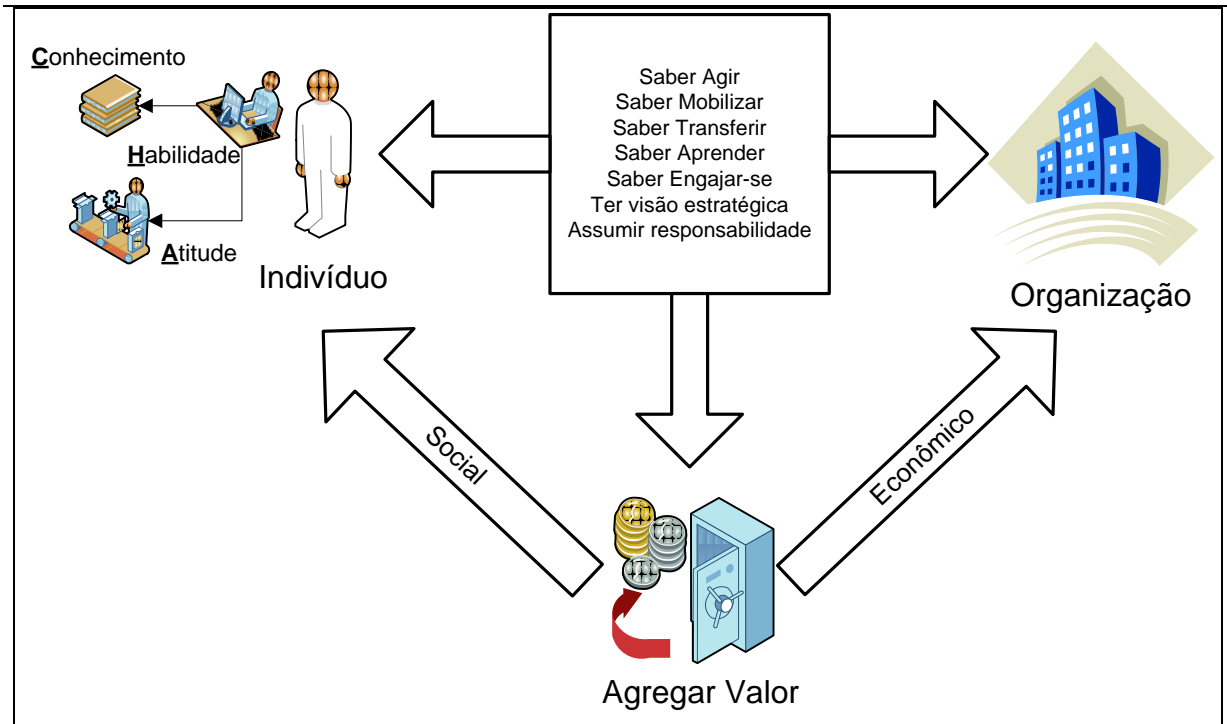 Conhecimento
Habilidade
Atitude
Indivíduo
Saber Agir
Saber Mobilizar
Saber Transferir
Saber Aprender
Saber Engajar-se
Ter visão estratégica
Assumir responsabilidade
Organização
Social
Econômico
Agregar Valor